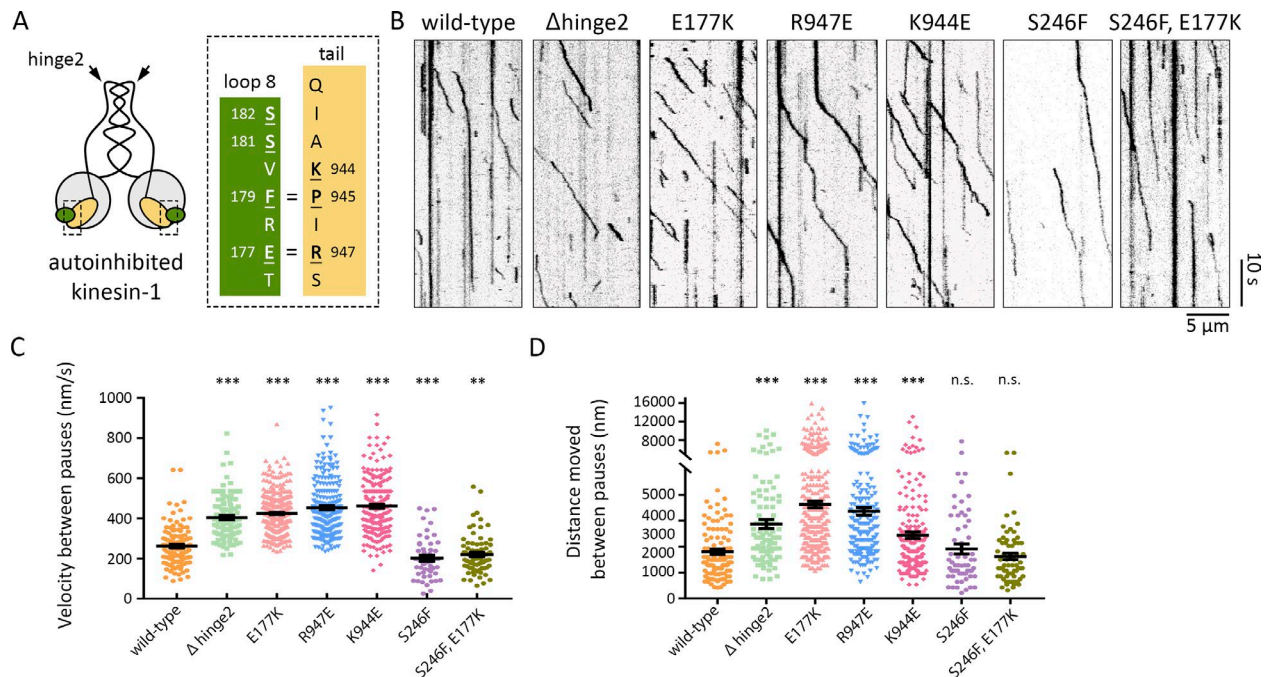 A
hinge2
autoinhibited
kinesin-1
tail
loop 8
Q
182 S I
181 S A
V K 944
179 F = P 945
R I
177 E = R 947
T S
B
wild-type Δhinge2 E177K R947E K944E S246F S246F, E177K
10 s
5 μm
C
Velocity between pauses (nm/s)
1000
800
600
400
200
0
*** *** *** *** *** **
wild-type
Δ hinge2
E177K
R947E
K944E
S246F
S246F, E177K
D
Distance moved
between pauses (nm)
16000
12000
8000
5000
4000
3000
2000
1000
0
*** *** *** *** n.s. n.s.
wild-type
Δ hinge2
E177K
R947E
K944E
S246F
S246F, E177K